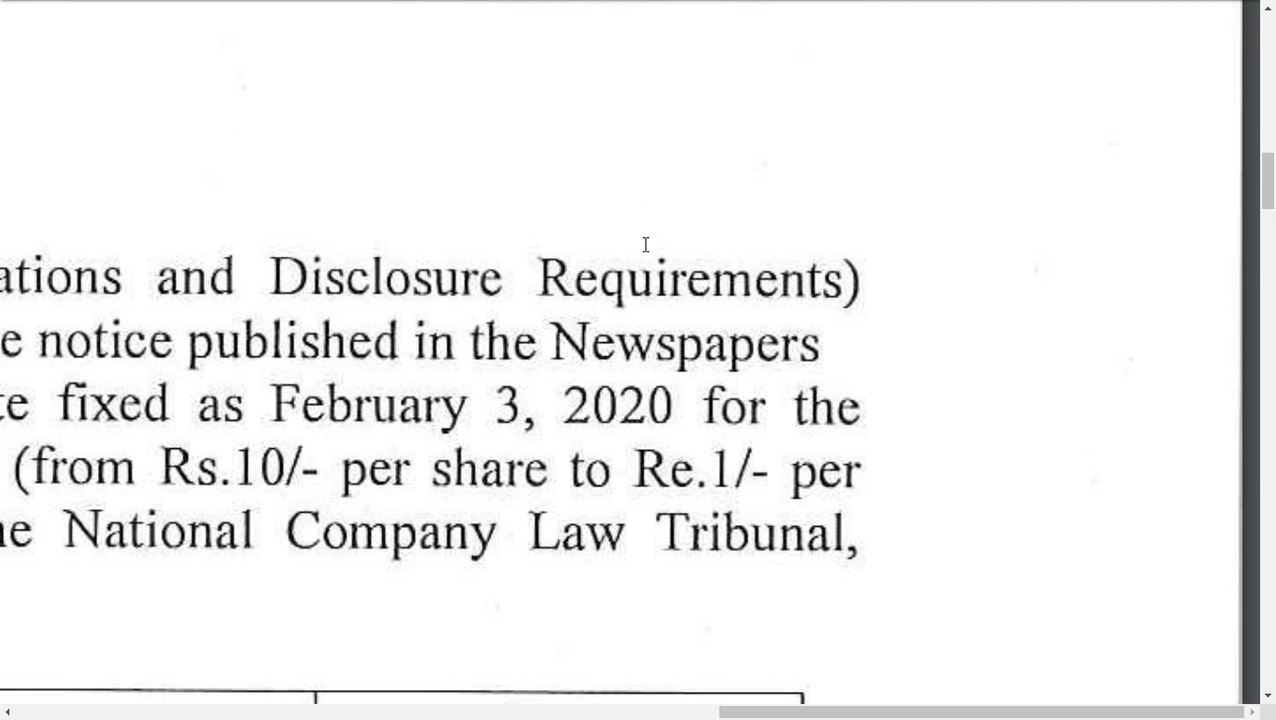 ations and Disclosure Requirements)
e notice published in the Newspapers
te fixed as February 3, 2020 for the
(from Rs.10/- per share to Re.1/- per
ne National Company Law Tribunal,